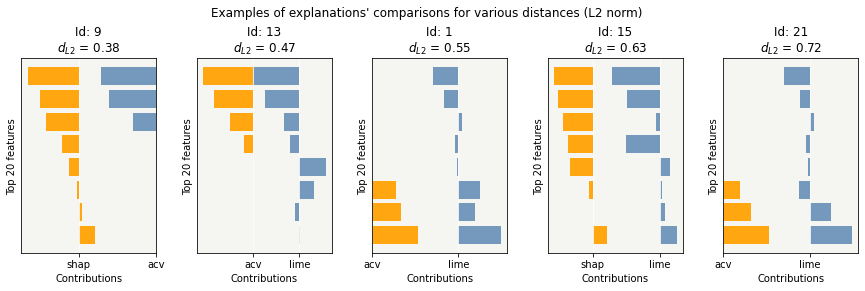 Examples of explanations' comparisons for various distances (L2 norm)
Id: 9
d_{L2} = 0.38
Top 20 features
shap
acv
Contributions
Id: 13
d_{L2} = 0.47
Top 20 features
acv
lime
Contributions
Id: 1
d_{L2} = 0.55
Top 20 features
acv
lime
Contributions
Id: 15
d_{L2} = 0.63
Top 20 features
shap
lime
Contributions
Id: 21
d_{L2} = 0.72
Top 20 features
acv
lime
Contributions